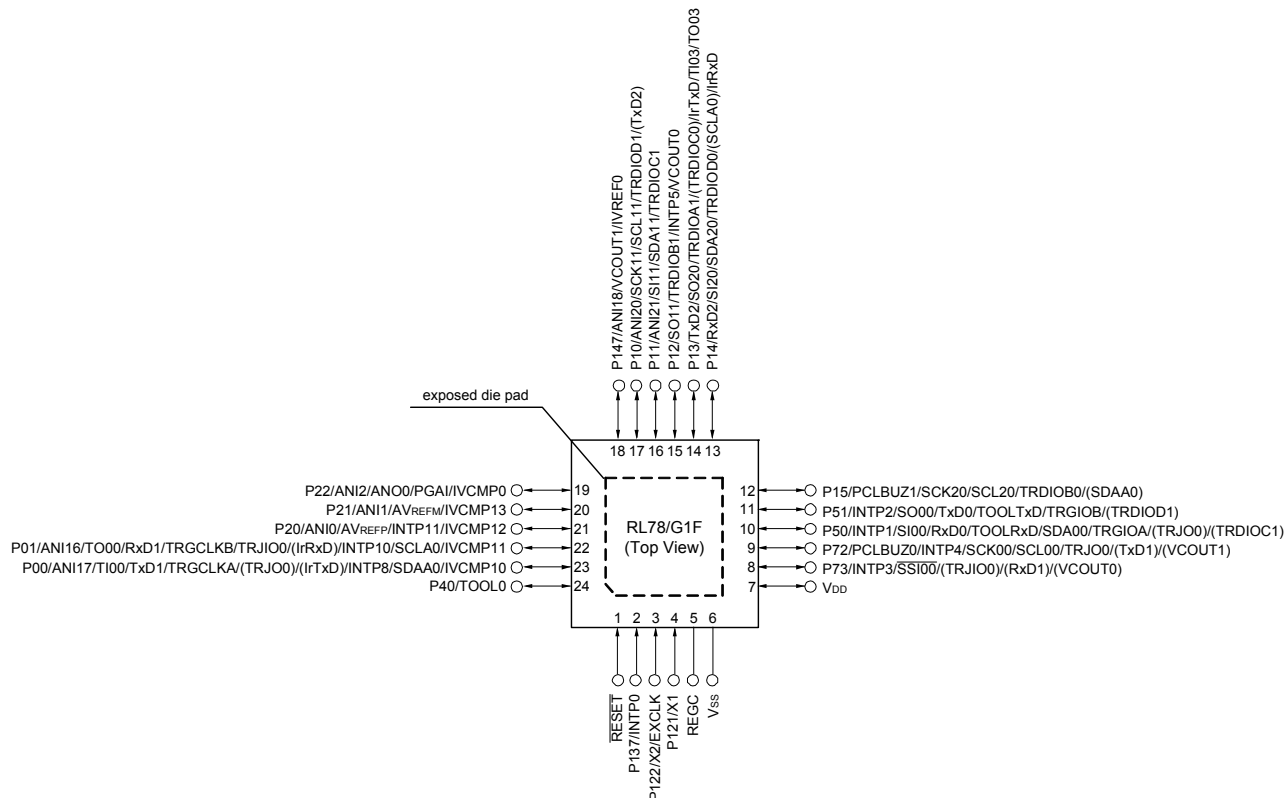 P147/ANI18/VCOUT1/IVREF0
P10/ANI20/SCK11/SCL11/TRDIOD1/(TxD2)
P11/ANI21/SI11/SDA11/TRDIOC1
P12/SO11/TRDIOB1/INTP5/VCOUT0
P13/TxD2/SO20/TRDIOA1/(TRDIOC0)/IrTxD/TI03/TO03
P14/RxD2/SI20/SDA20/TRDIOD0/(SCLA0)/IrRxD
exposed die pad
18 17 16 15 14 13
P22/ANI2/ANO0/PGAI/IVCMP0 19
P21/ANI1/AVREFM/IVCMP13 20
P20/ANI0/AVREFP/INTP11/IVCMP12 21
P01/ANI16/TO00/RxD1/TRGCLKB/TRJIO0/(IrRxD)/INTP10/SCLA0/IVCMP11 22
P00/ANI17/TI00/TxD1/TRGCLKA/(TRJO0)/(IrTxD)/INTP8/SDAA0/IVCMP10 23
P40/TOOL0 24
RL78/G1F
(Top View)
12 P15/PCLBUZ1/SCK20/SCL20/TRDIOB0/(SDAA0)
11 P51/INTP2/SO00/TxD0/TOOLTxD/TRGIOB/(TRDIOD1)
10 P50/INTP1/SI00/RxD0/TOOLRxD/SDA00/TRGIOA/(TRJO0)/(TRDIOC1)
9 P72/PCLBUZ0/INTP4/SCK00/SCL00/TRJO0/(TxD1)/(VCOUT1)
8 P73/INTP3/SSI00/(TRJIO0)/(RxD1)/(VCOUT0)
7 VDD
1 2 3 4 5 6
RESET
P137/INTP0
P122/X2/EXCLK
P121/X1
REGC
VSS